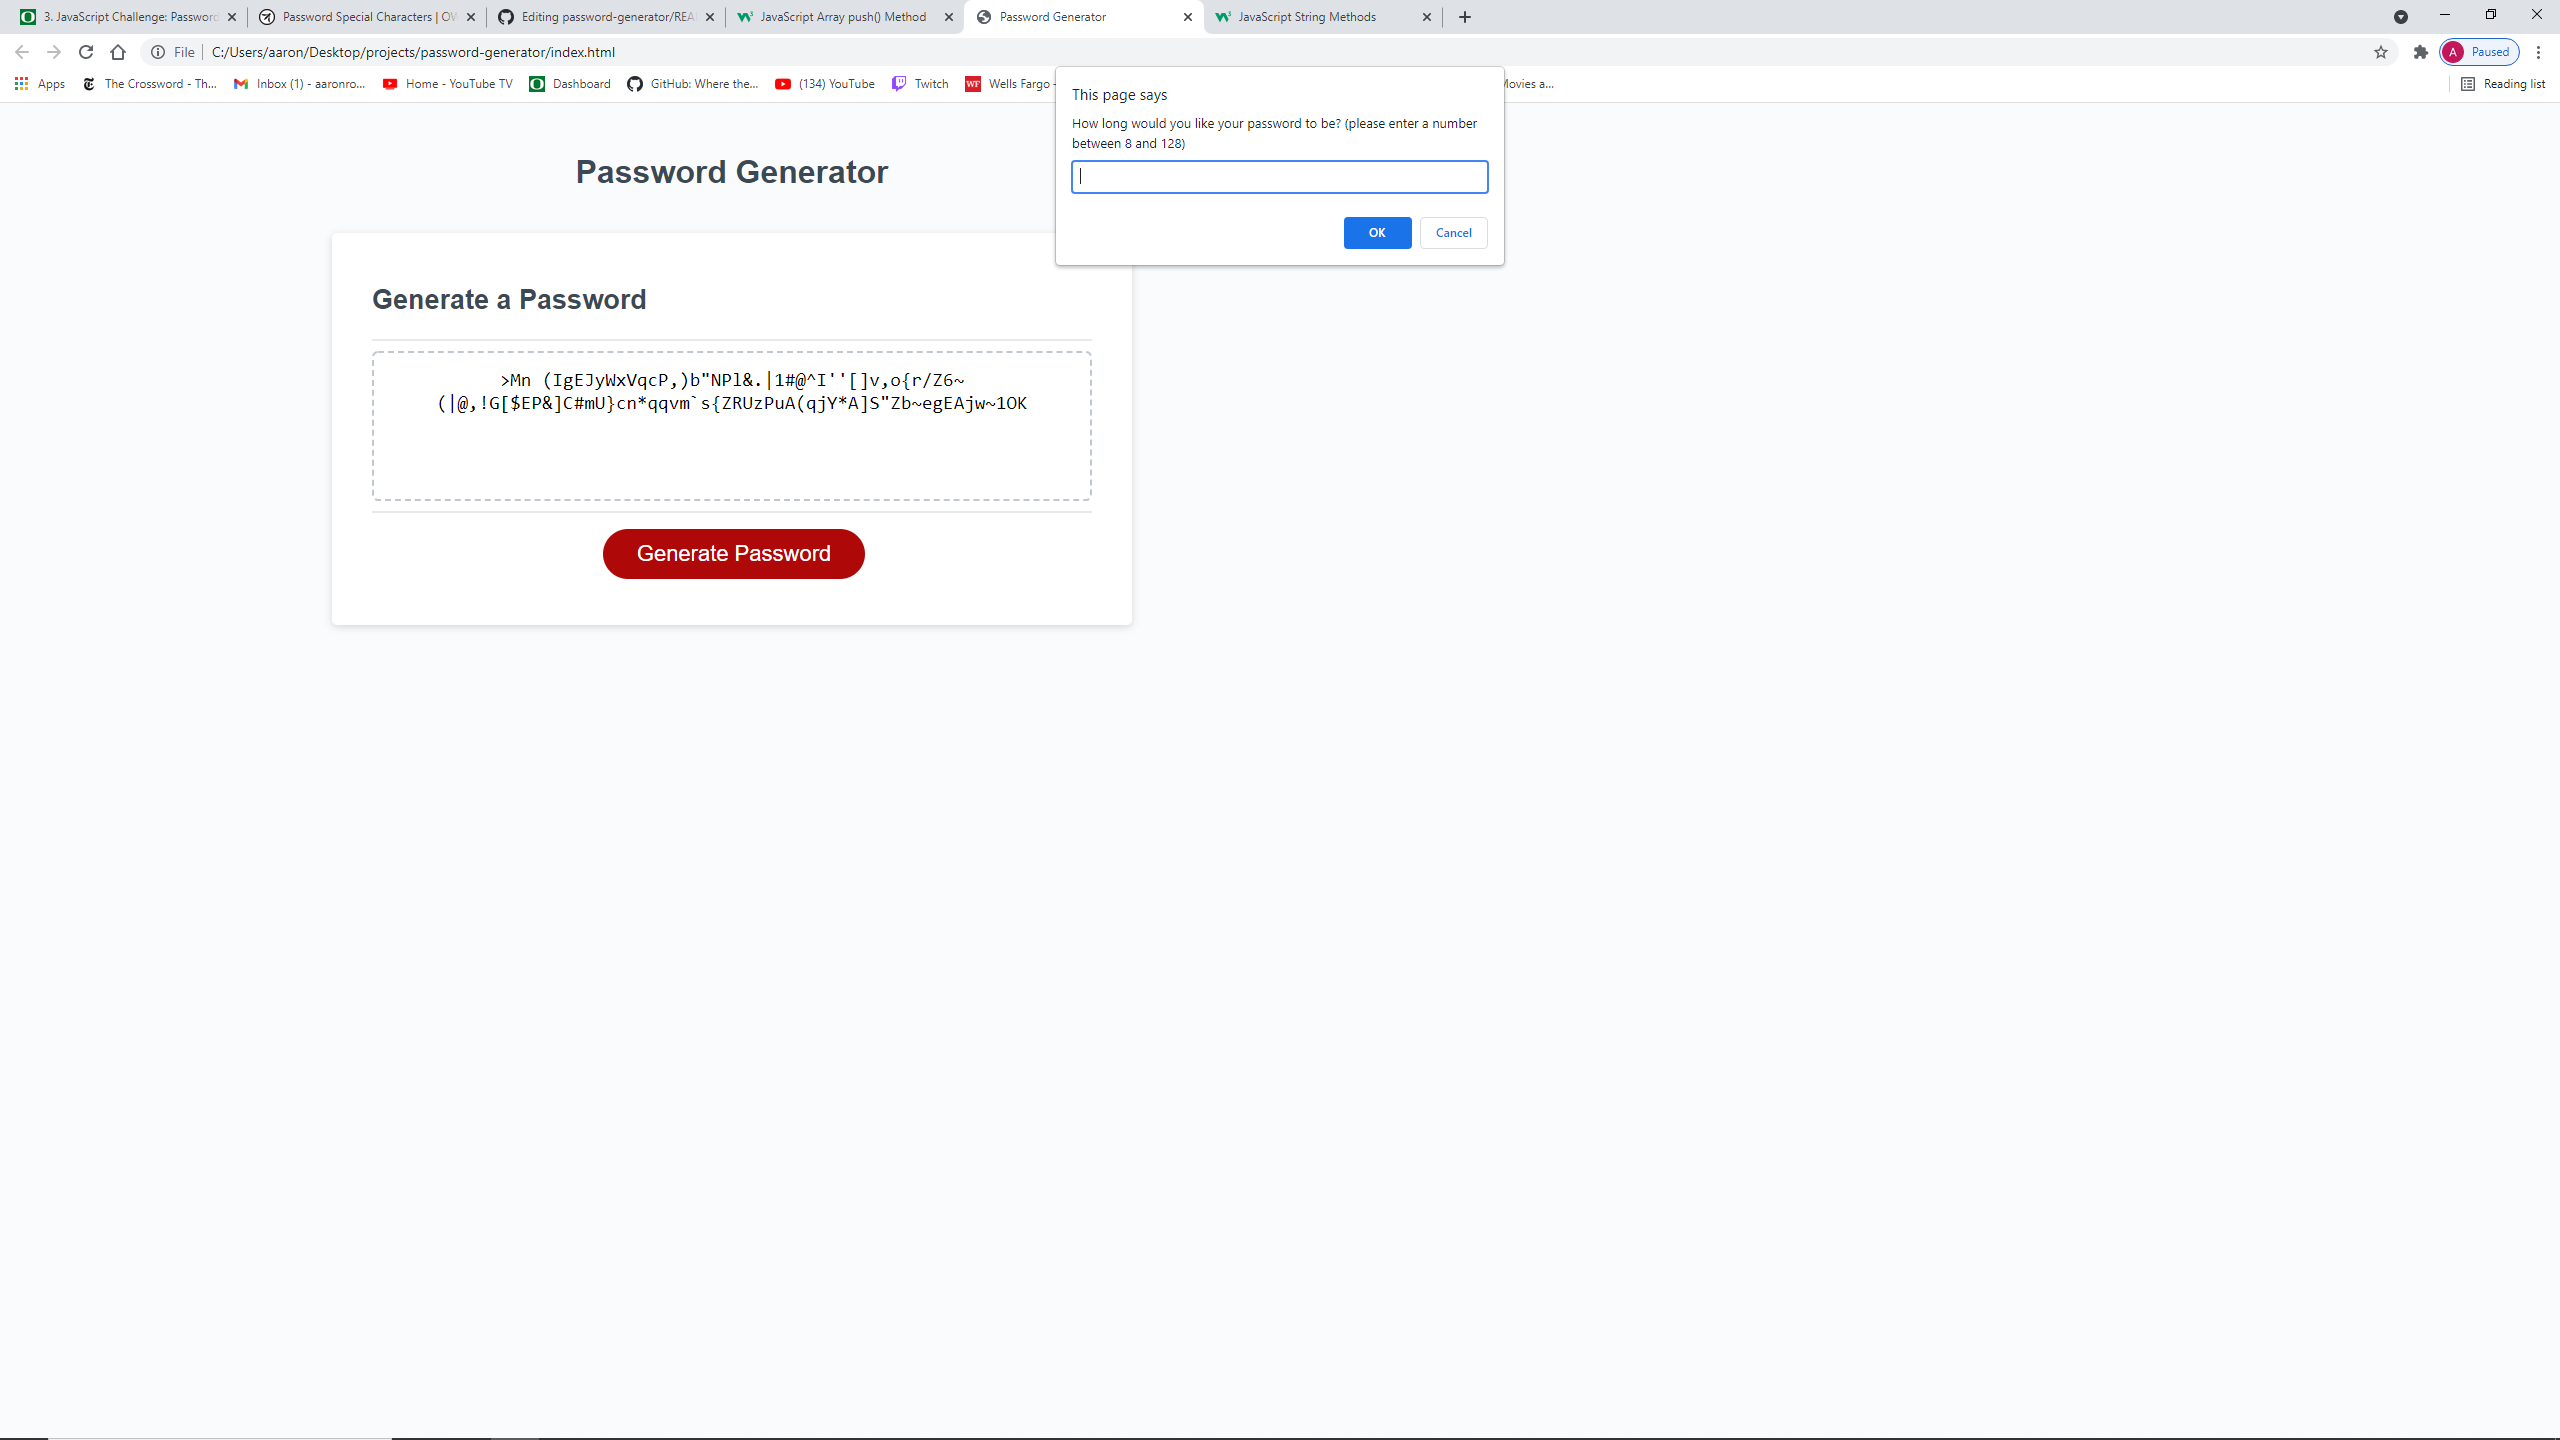 3. JavaScript Challenge: Password
Password Special Characters | OW
Editing password-generator/REA
JavaScript Array push() Method
Password Generator
JavaScript String Methods
File
C:/Users/aaron/Desktop/projects/password-generator/index.html
A
Paused
Apps
The Crossword - Th...
Inbox (1) - aaronro...
Home - YouTube TV
Dashboard
GitHub: Where the...
(134) YouTube
Twitch
WF
Wells Fargo -
Movies a...
Reading list
This page says
How long would you like your password to be? (please enter a number
between 8 and 128)
OK
Cancel
Password Generator
Generate a Password
>Mn (IgEJyWxVqcP,)b"NPl&.|1#@^I''[]v,o{r/Z6~
(|@,!G[$EP&]C#mU}cn*qqvm`s{ZRUzPuA(qjY*A]S"Zb~egEAjw~1OK
Generate Password